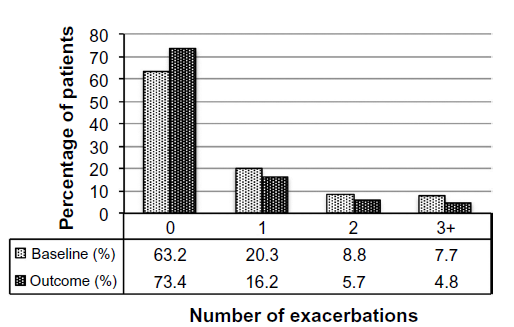 Percentage of patients
80
70
60
50
40
30
20
10
0
0 1 2 3+
Baseline (%) 63.2 20.3 8.8 7.7
Outcome (%) 73.4 16.2 5.7 4.8
Number of exacerbations